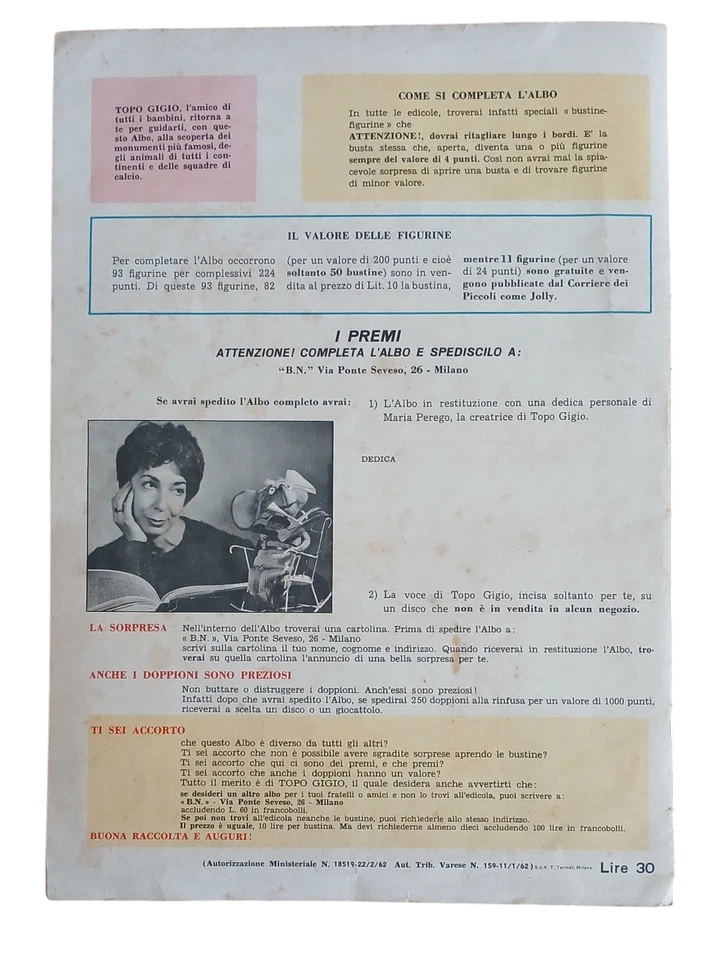 TOPO GIGIO, l'amico di
tutti i bambini, ritorna a
te per guidarti, con que-
sto Albo, alla scoperta dei
monumenti più famosi, de-
gli animali di tutti i con-
tinenti e delle squadre di
calcio.
COME SI COMPLETA L'ALBO
In tutte le edicole, troverai infatti speciali « bustine-
figurine » che
ATTENZIONE!, dovrai ritagliare lungo i bordi. E' la
busta stessa che, aperta, diventa una o più figurine
sempre del valore di 4 punti. Così non avrai mai la spia-
cevole sorpresa di aprire una busta e di trovare figurine
di minor valore.
IL VALORE DELLE FIGURINE
Per completare l'Albo occorrono
93 figurine per complessivi 224
punti. Di queste 93 figurine, 82
(per un valore di 200 punti e cioè
soltanto 50 bustine) sono in ven-
dita al prezzo di Lit. 10 la bustina,
mentre 11 figurine (per un valore
di 24 punti) sono gratuite e ven-
gono pubblicate dal Corriere dei
Piccoli come Jolly.
I PREMI
ATTENZIONE! COMPLETA L'ALBO E SPEDISCILO A:
"B.N." Via Ponte Seveso, 26 - Milano
Se avrai spedito l'Albo completo avrai:
1) L'Albo in restituzione con una dedica personale di
Maria Perego, la creatrice di Topo Gigio.
DEDICA
2) La voce di Topo Gigio, incisa soltanto per te, su
un disco che non è in vendita in alcun negozio.
LA SORPRESA Nell'interno dell'Albo troverai una cartolina. Prima di spedire l'Albo a:
« B.N. », Via Ponte Seveso, 26 - Milano
scrivi sulla cartolina il tuo nome, cognome e indirizzo. Quando riceverai in restituzione l'Albo, tro-
verai su quella cartolina l'annuncio di una bella sorpresa per te.
ANCHE I DOPPIONI SONO PREZIOSI
Non buttare o distruggere i doppioni. Anch'essi sono preziosi!
Infatti dopo che avrai spedito l'Albo, se spedirai 250 doppioni alla rinfusa per un valore di 1000 punti,
riceverai a scelta un disco o un giocattolo.
TI SEI ACCORTO
che questo Albo è diverso da tutti gli altri?
Ti sei accorto che non è possibile avere sgradite sorprese aprendo le bustine?
Ti sei accorto che qui ci sono dei premi, e che premi?
Ti sei accorto che anche i doppioni hanno un valore?
Tutto il merito è di TOPO GIGIO, il quale desidera anche avvertirti che:
se desideri un altro albo per i tuoi fratelli o amici e non lo trovi all'edicola, puoi scrivere a:
« B.N. » - Via Ponte Seveso, 26 - Milano
accludendo L. 60 in francobolli.
Se poi non trovi all'edicola neanche le bustine, puoi richiederle allo stesso indirizzo.
Il prezzo è uguale, 10 lire per bustina. Ma devi richiederne almeno dieci accludendo 100 lire in francobolli.
BUONA RACCOLTA E AUGURI!
(Autorizzazione Ministeriale N. 18519-22/2/62 Aut. Trib. Varese N. 159-11/1/62) Milano Lire 30